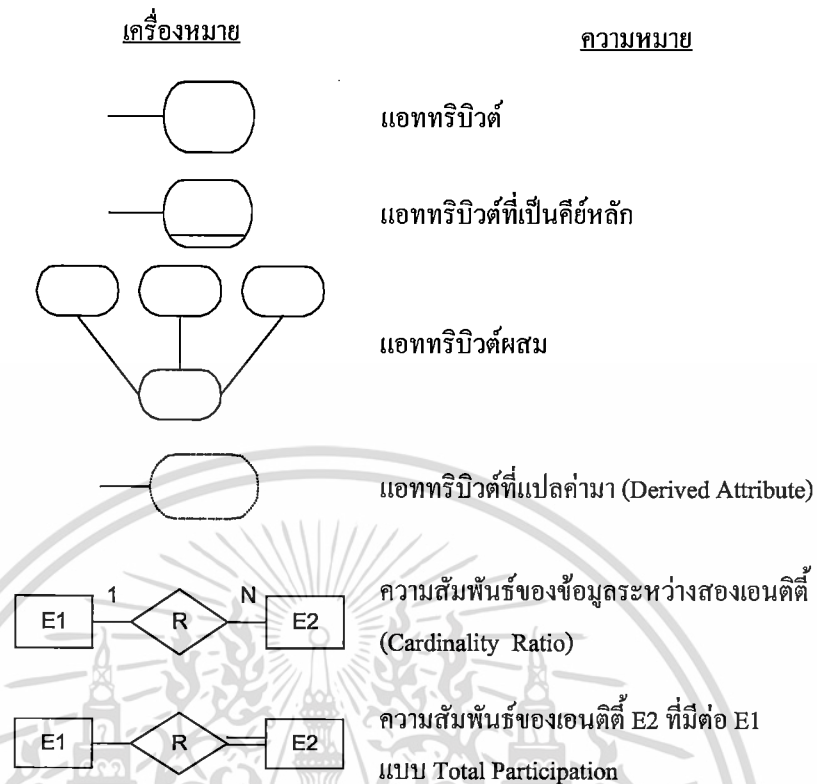 เครื่องหมาย ความหมาย
แอททริบิวต์
แอททริบิวต์ที่เป็นคีย์หลัก
แอททริบิวต์ผสม
แอททริบิวต์ที่แปลค่ามา (Derived Attribute)
E1 1 R N E2 ความสัมพันธ์ของข้อมูลระหว่างสองเอนติตี้
(Cardinality Ratio)
E1 R E2 ความสัมพันธ์ของเอนติตี้ E2 ที่มีต่อ E1
แบบ Total Participation